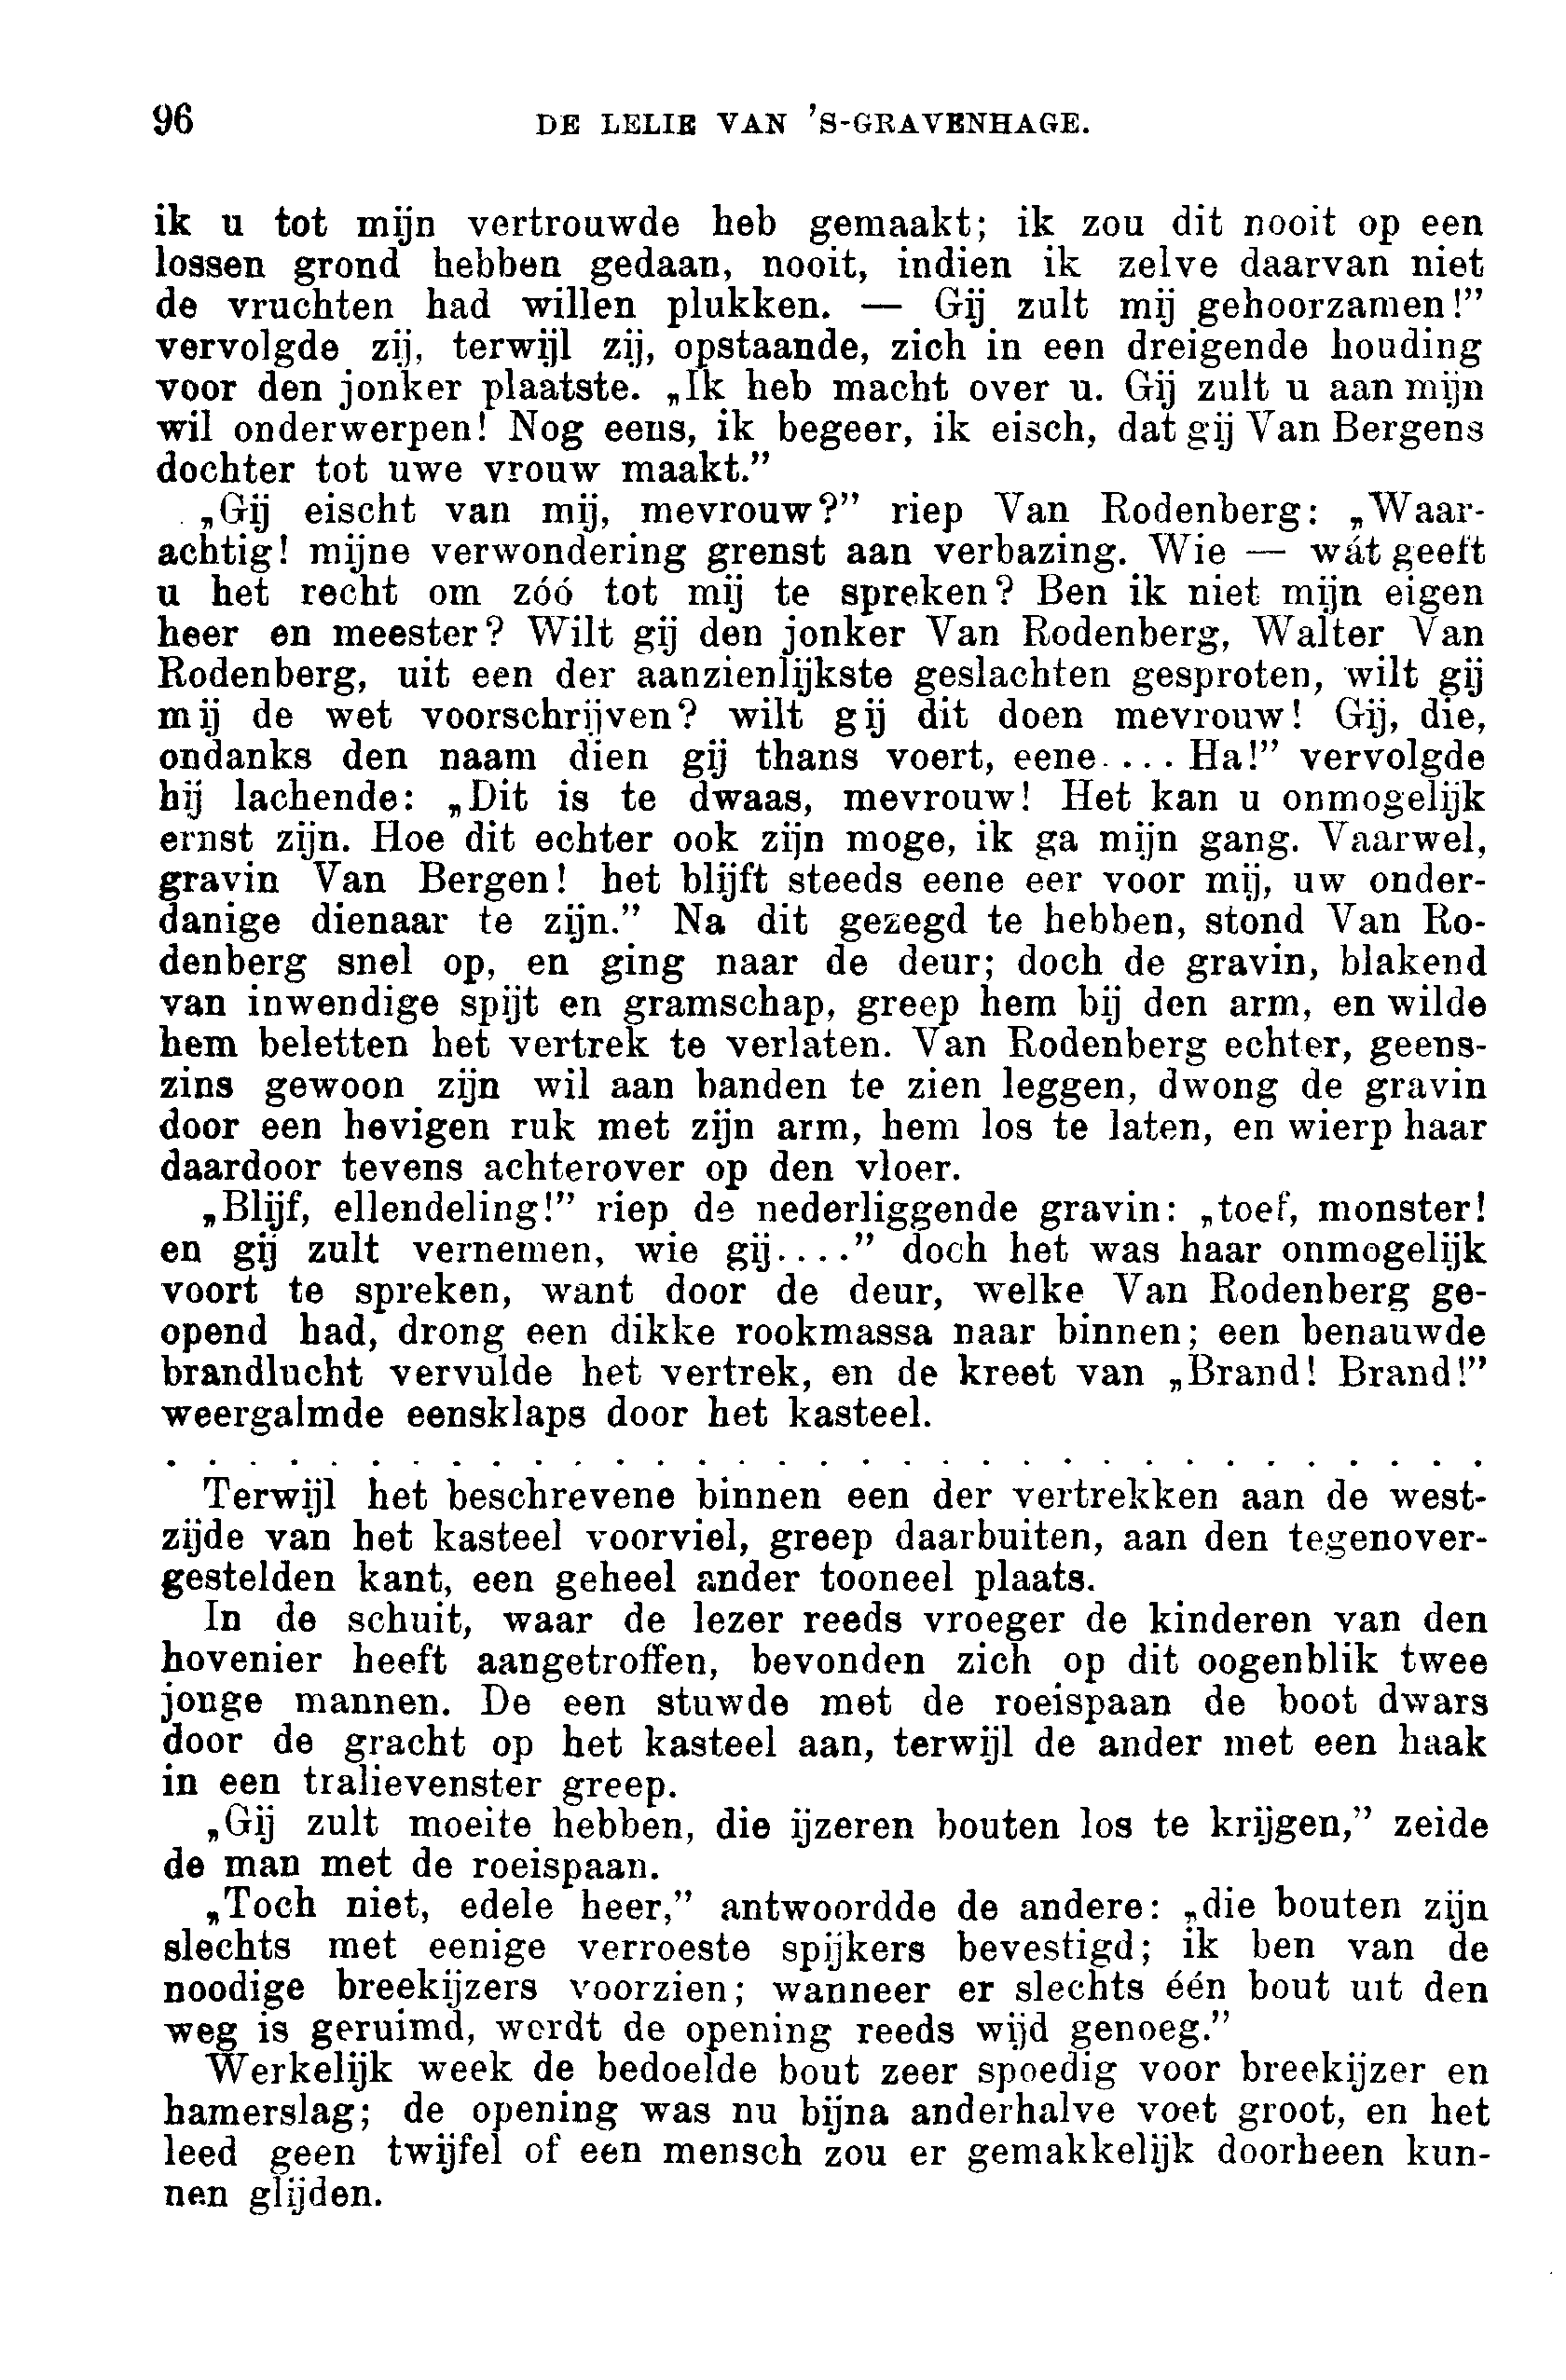 96 DE LELIE VAN 'S-GRAVENHAGE.
ik u tot mijn vertrouwde heb gemaakt; ik zou dit nooit op een
lossen grond hebben gedaan, nooit, indien ik zelve daarvan niet
de vruchten had willen plukken. — Gij zult mij gehoorzamen!”
vervolgde zij, terwijl zij, opstaande, zich in een dreigende houding
voor den jonker plaatste. „Ik heb macht over u. Gij zult u aan mijn
wil onderwerpen! Nog eens, ik begeer, ik eisch, dat gij Van Bergens
dochter tot uwe vrouw maakt.”
„Gij eischt van mij, mevrouw?” riep Van Rodenberg: „Waar-
achtig! mijne verwondering grenst aan verbazing. Wie — wát geeft
u het recht om zóó tot mij te spreken? Ben ik niet mijn eigen
heer en meester? Wilt gij den jonker Van Rodenberg, Walter Van
Rodenberg, uit een der aanzienlijkste geslachten gesproten, wilt gij
mij de wet voorschrijven? wilt gij dit doen mevrouw! Gij, die,
ondanks den naam dien gij thans voert, eene.... Ha!” vervolgde
hij lachende: „Dit is te dwaas, mevrouw! Het kan u onmogelijk
ernst zijn. Hoe dit echter ook zijn moge, ik ga mijn gang. Vaarwel,
gravin Van Bergen! het blijft steeds eene eer voor mij, uw onder-
danige dienaar te zijn.” Na dit gezegd te hebben, stond Van Ro-
denberg snel op, en ging naar de deur; doch de gravin, blakend
van inwendige spijt en gramschap, greep hem bij den arm, en wilde
hem beletten het vertrek te verlaten. Van Rodenberg echter, geens-
zins gewoon zijn wil aan banden te zien leggen, dwong de gravin
door een hevigen ruk met zijn arm, hem los te laten, en wierp haar
daardoor tevens achterover op den vloer.
„Blijf, ellendeling!” riep de nederliggende gravin: „toef, monster!
en gij zult vernemen, wie gij....” doch het was haar onmogelijk
voort te spreken, want door de deur, welke Van Rodenberg ge-
opend had, drong een dikke rookmassa naar binnen; een benauwde
brandlucht vervulde het vertrek, en de kreet van „Brand! Brand!”
weergalmde eensklaps door het kasteel.
. . . . . . . . . . . . . . . . . . . . . . . . . . . . . . . . .
Terwijl het beschrevene binnen een der vertrekken aan de west-
zijde van het kasteel voorviel, greep daarbuiten, aan den tegenover-
gestelden kant, een geheel ander tooneel plaats.
In de schuit, waar de lezer reeds vroeger de kinderen van den
hovenier heeft aangetroffen, bevonden zich op dit oogenblik twee
jonge mannen. De een stuwde met de roeispaan de boot dwars
door de gracht op het kasteel aan, terwijl de ander met een haak
in een tralievenster greep.
„Gij zult moeite hebben, die ijzeren bouten los te krijgen,” zeide
de man met de roeispaan.
„Toch niet, edele heer,” antwoordde de andere: „die bouten zijn
slechts met eenige verroeste spijkers bevestigd; ik ben van de
noodige breekijzers voorzien; wanneer er slechts één bout uit den
weg is geruimd, wordt de opening reeds wijd genoeg.”
Werkelijk week de bedoelde bout zeer spoedig voor breekijzer en
hamerslag; de opening was nu bijna anderhalve voet groot, en het
leed geen twijfel of een mensch zou er gemakkelijk doorheen kun-
nen glijden.